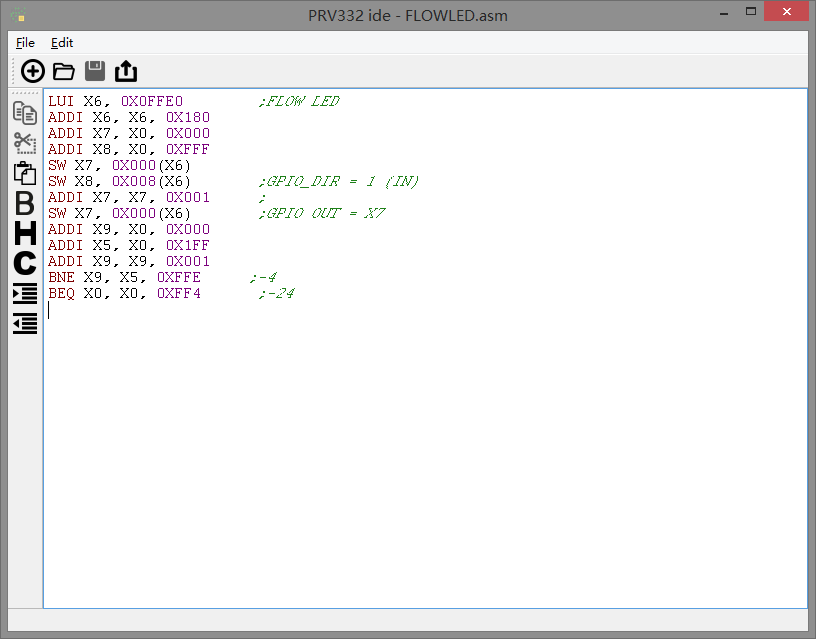 PRV332 ide - FLOWLED.asm
File Edit
LUI X6, 0X0FFE0 ;FLOW LED
ADDI X6, X6, 0X180
ADDI X7, X0, 0X000
ADDI X8, X0, 0XFFF
SW X7, 0X000(X6)
SW X8, 0X008(X6) ;GPIO_DIR = 1 (IN)
ADDI X7, X7, 0X001 ;
SW X7, 0X000(X6) ;GPIO OUT = X7
ADDI X9, X0, 0X000
ADDI X5, X0, 0X1FF
ADDI X9, X9, 0X001
BNE X9, X5, 0XFFE ;-4
BEQ X0, X0, 0XFF4 ;-24
B
H
C